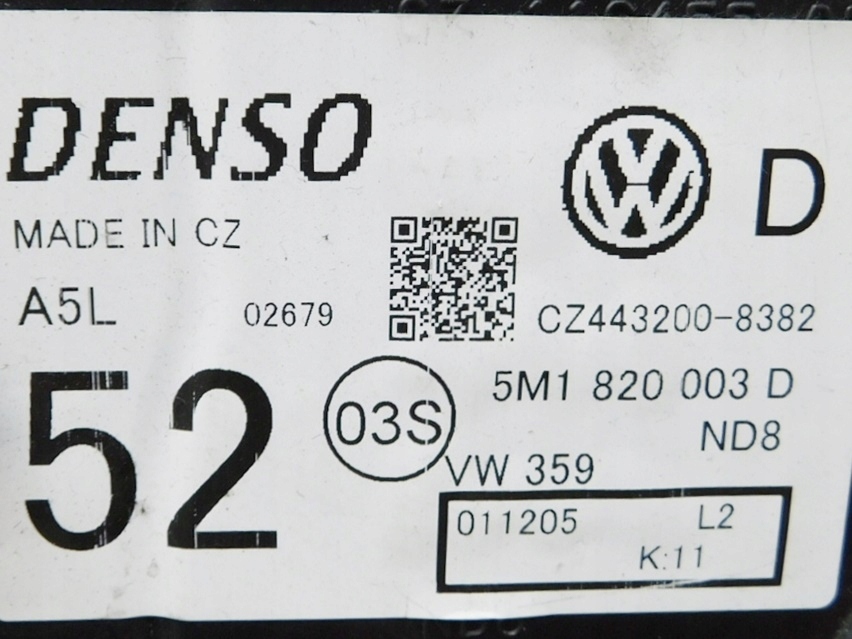 DENSO
D
MADE IN CZ
A5L
02679
CZ443200-8382
52
03S
5M1 820 003 D
ND8
VW 359
011205 L2
K:11